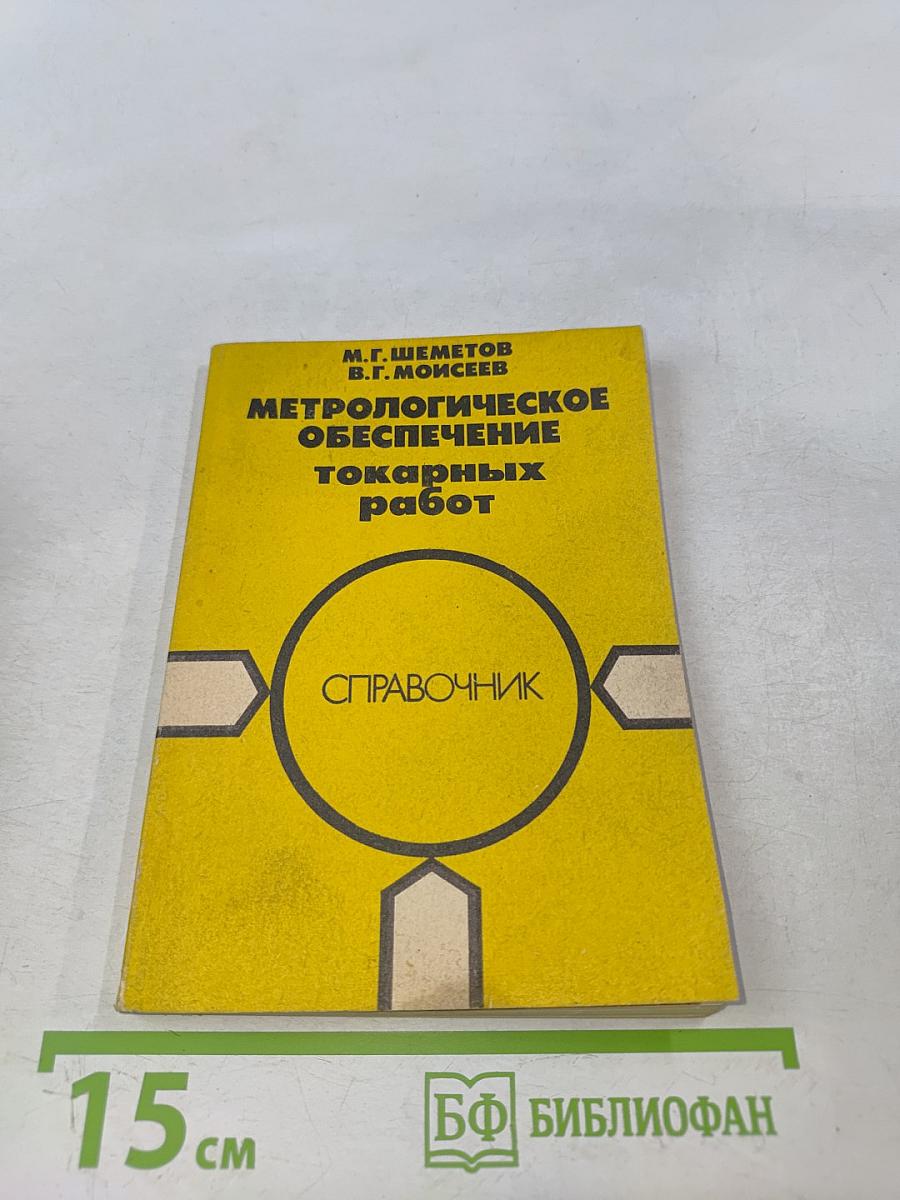 М.Г.ШЕМЕТОВ
В.Г.МОИСЕЕВ
МЕТРОЛОГИЧЕСКОЕ
ОБЕСПЕЧЕНИЕ
токарных
работ
СПРАВОЧНИК
15 см
БФ БИБЛИОФАН